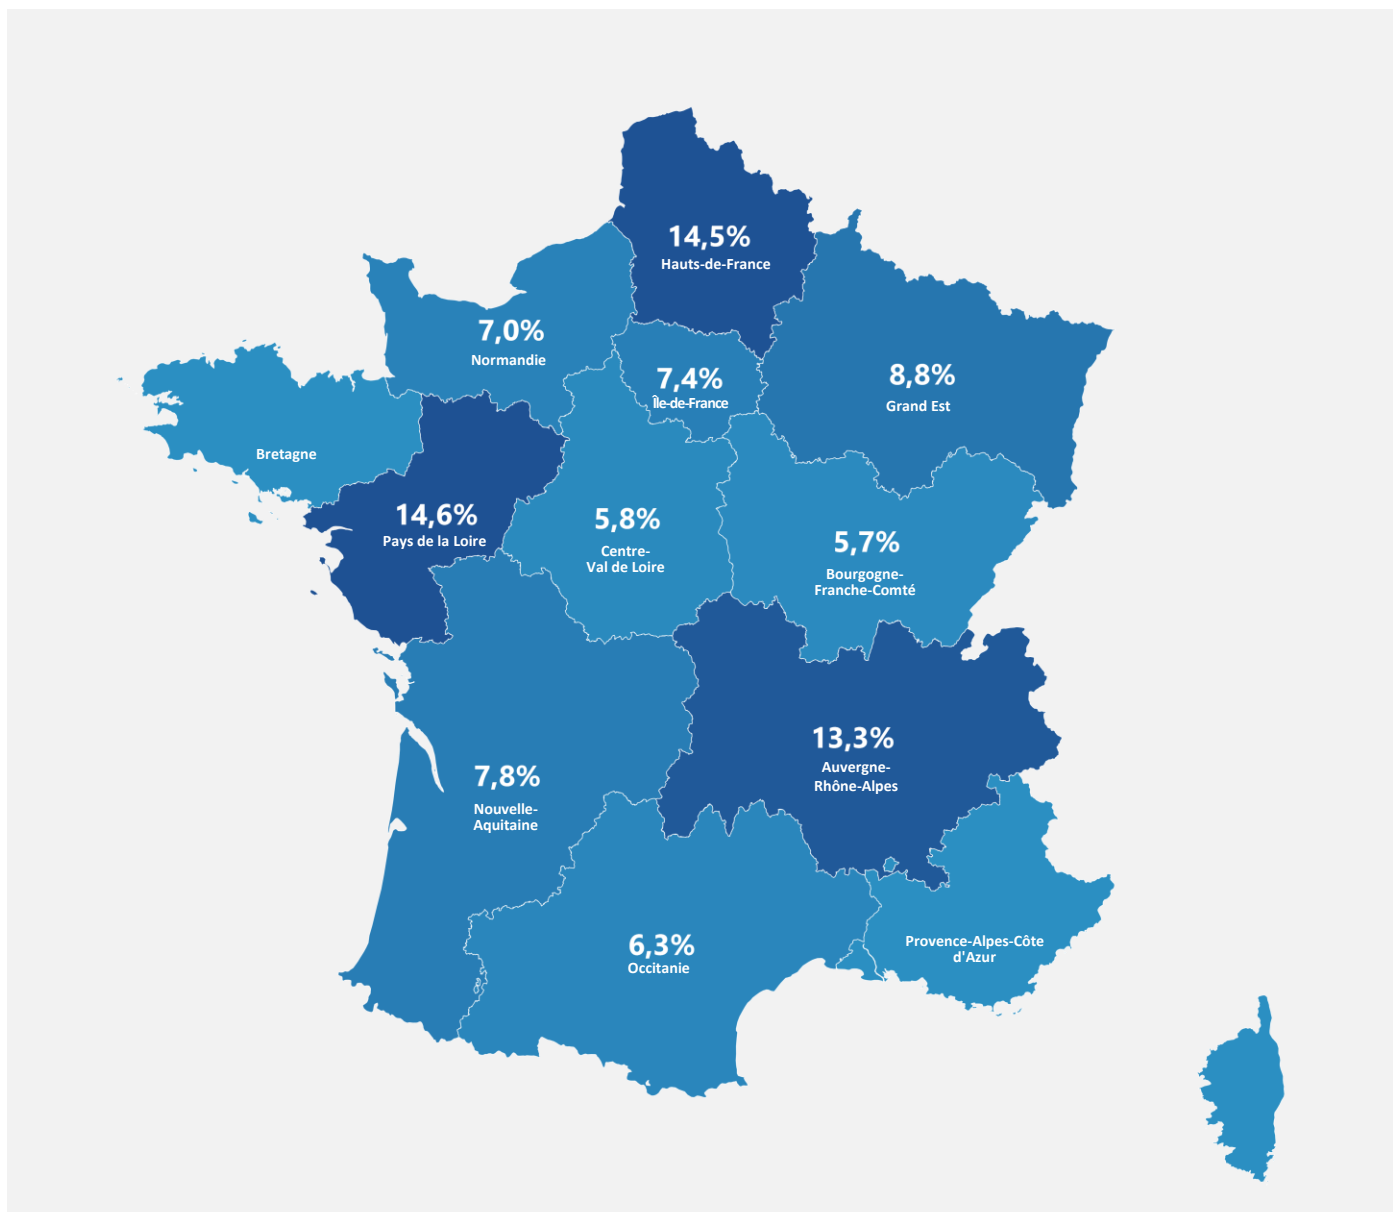 14,5%
Hauts-de-France
7,0%
Normandie
7,4%
Île-de-France
8,8%
Grand Est
Bretagne
14,6%
Pays de la Loire
5,8%
Centre-
Val de Loire
5,7%
Bourgogne-
Franche-Comté
13,3%
Auvergne-
Rhône-Alpes
7,8%
Nouvelle-
Aquitaine
6,3%
Occitanie
Provence-Alpes-Côte
d'Azur